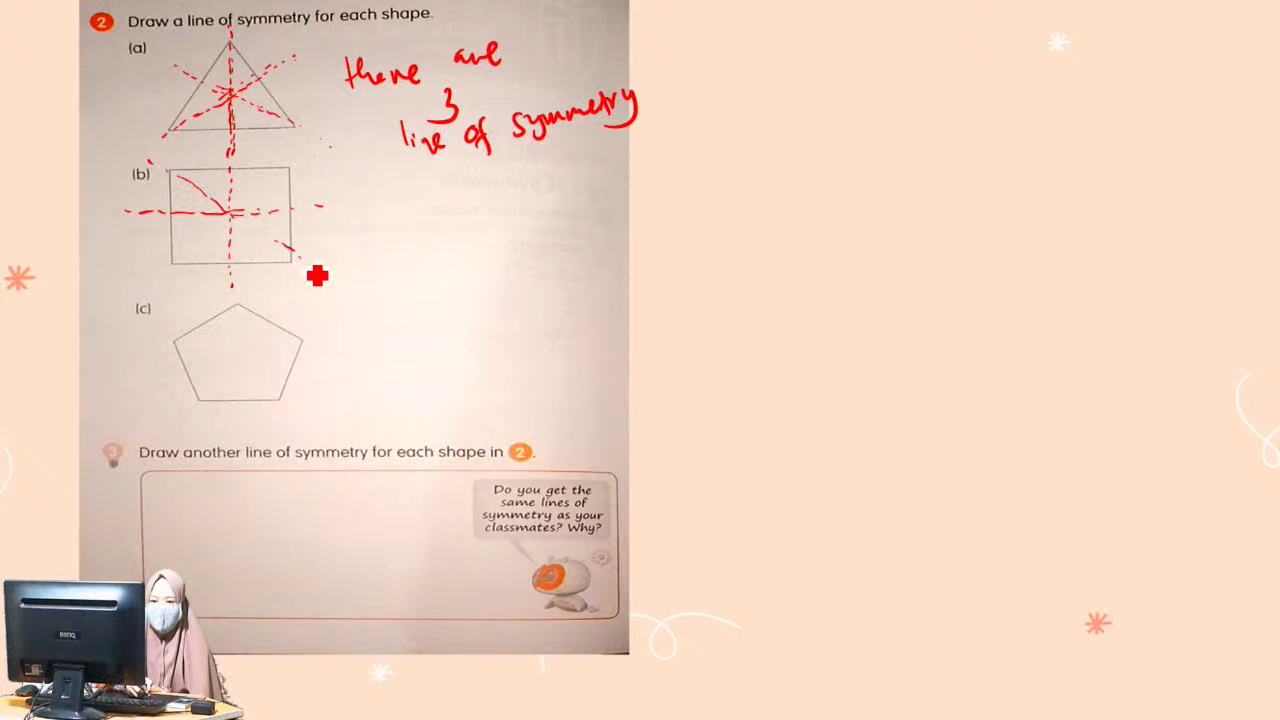 2 Draw a line of symmetry for each shape.
(a)
there are
3
line of symmetry
(b)
(c)
3 Draw another line of symmetry for each shape in 2.
Do you get the
same lines of
symmetry as your
classmates? Why?
BenQ